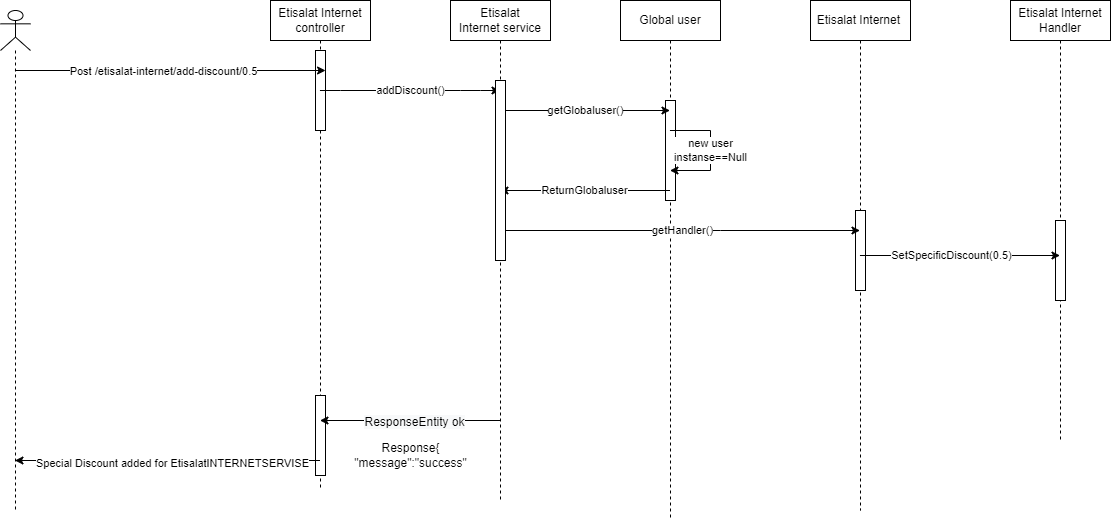 Etisalat Internet
controller
Etisalat
Internet service
Global user
Etisalat Internet
Etisalat Internet
Handler
Post /etisalat-internet/add-discount/0.5
addDiscount()
getGlobaluser()
new user
instanse==Null
ReturnGlobaluser
getHandler()
SetSpecificDiscount(0.5)
ResponseEntity ok
Response{
"message":"success"
Special Discount added for EtisalatINTERNETSERVISE